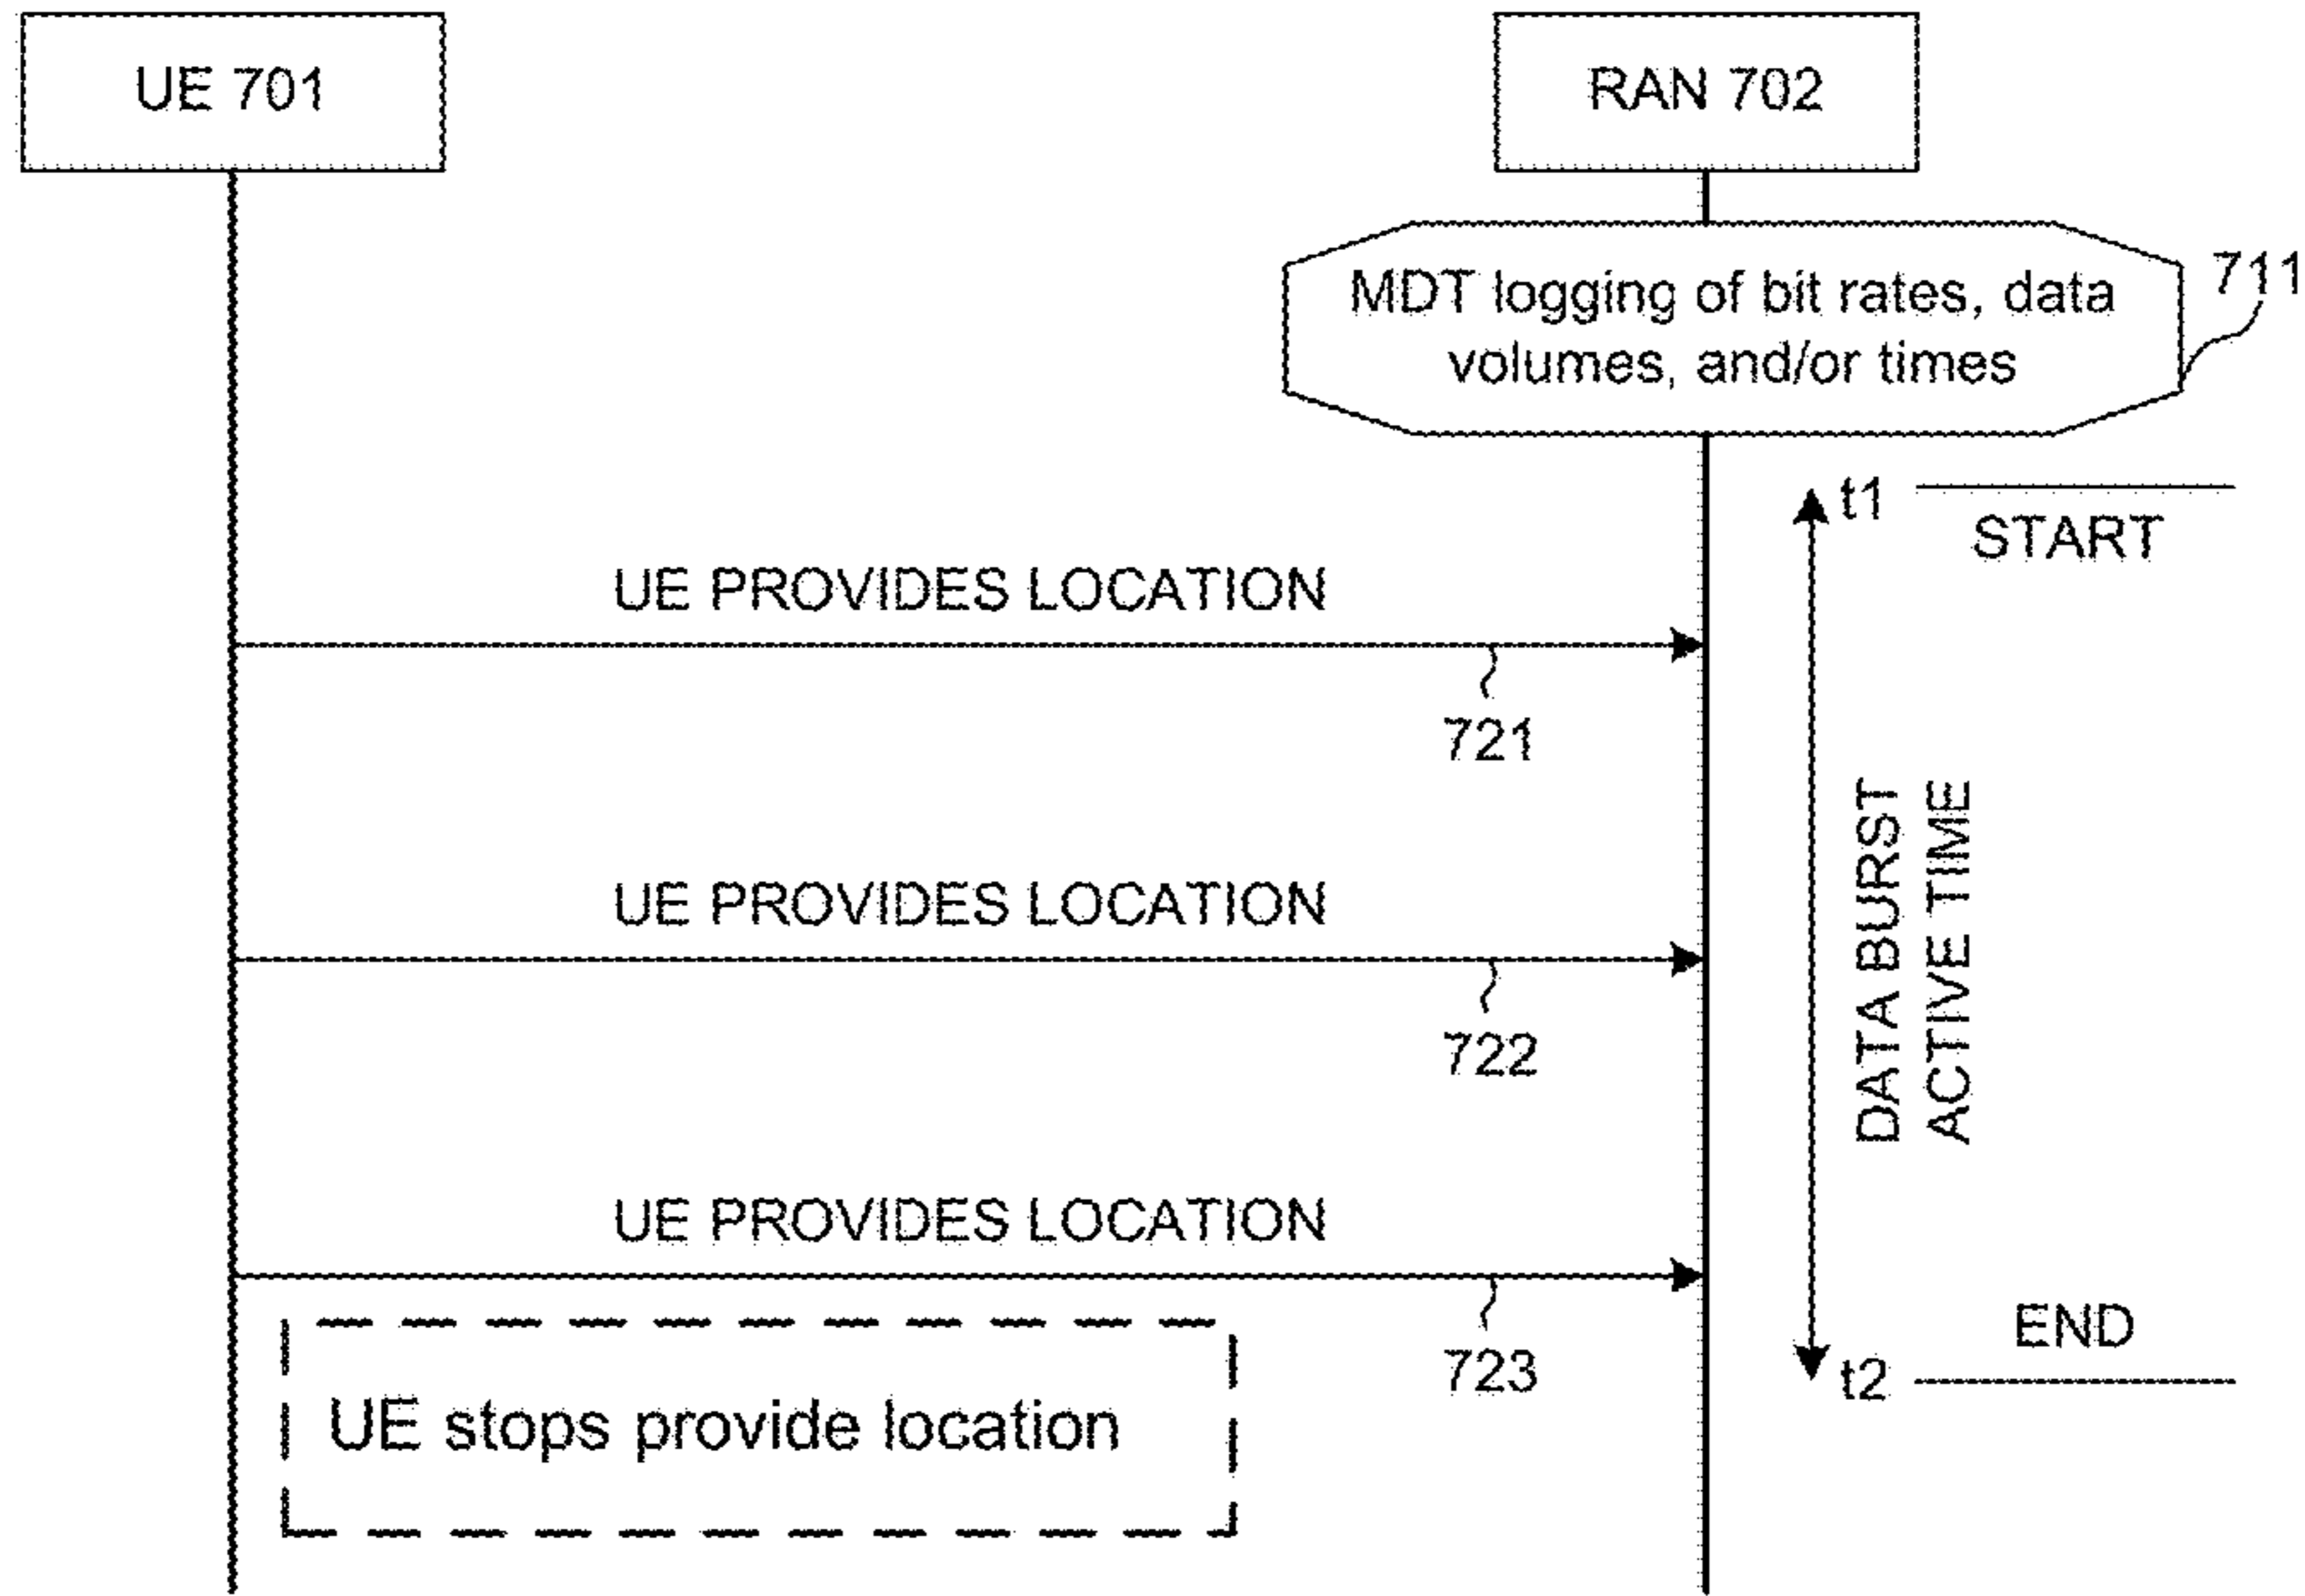 UE 701
RAN 702
MDT logging of bit rates, data
volumes, and/or times
711
t1
START
UE PROVIDES LOCATION
721
DATA BURST
ACTIVE TIME
UE PROVIDES LOCATION
722
UE PROVIDES LOCATION
723
END
t2
UE stops provide location